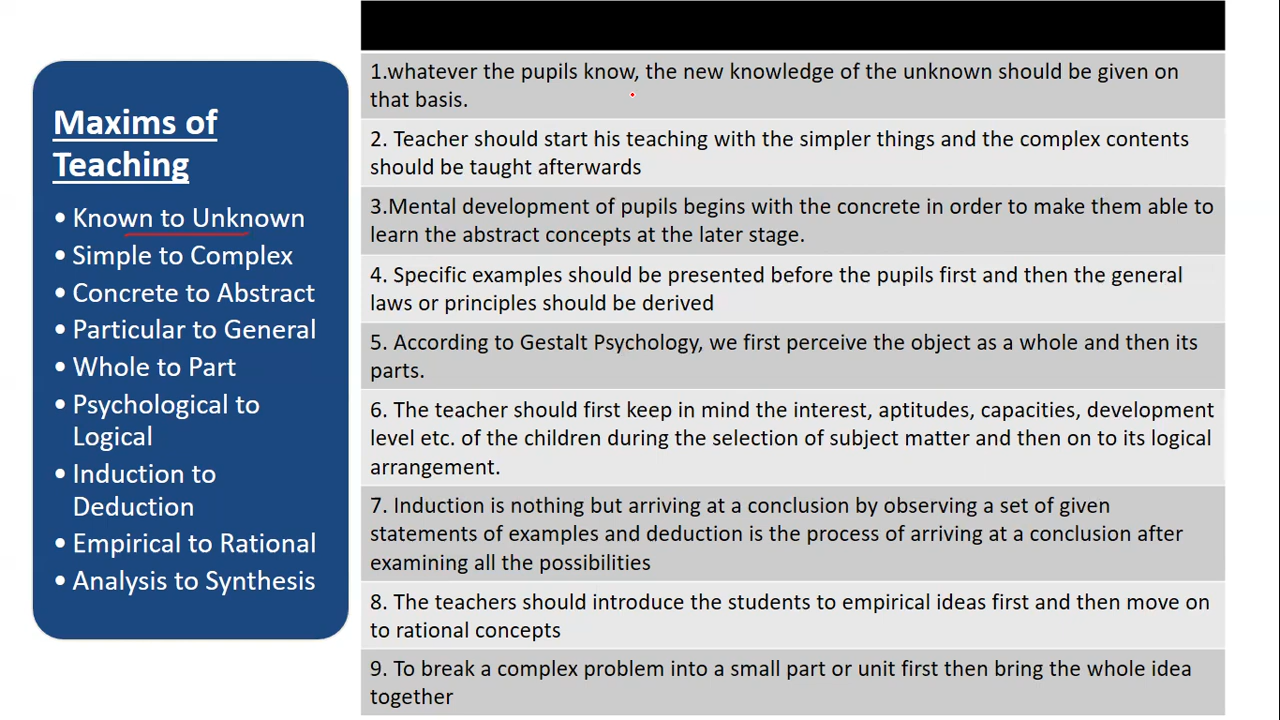 Maxims of
Teaching
• Known to Unknown
• Simple to Complex
• Concrete to Abstract
• Particular to General
• Whole to Part
• Psychological to
Logical
• Induction to
Deduction
• Empirical to Rational
• Analysis to Synthesis
1.whatever the pupils know, the new knowledge of the unknown should be given on
that basis.
2. Teacher should start his teaching with the simpler things and the complex contents
should be taught afterwards
3.Mental development of pupils begins with the concrete in order to make them able to
learn the abstract concepts at the later stage.
4. Specific examples should be presented before the pupils first and then the general
laws or principles should be derived
5. According to Gestalt Psychology, we first perceive the object as a whole and then its
parts.
6. The teacher should first keep in mind the interest, aptitudes, capacities, development
level etc. of the children during the selection of subject matter and then on to its logical
arrangement.
7. Induction is nothing but arriving at a conclusion by observing a set of given
statements of examples and deduction is the process of arriving at a conclusion after
examining all the possibilities
8. The teachers should introduce the students to empirical ideas first and then move on
to rational concepts
9. To break a complex problem into a small part or unit first then bring the whole idea
together